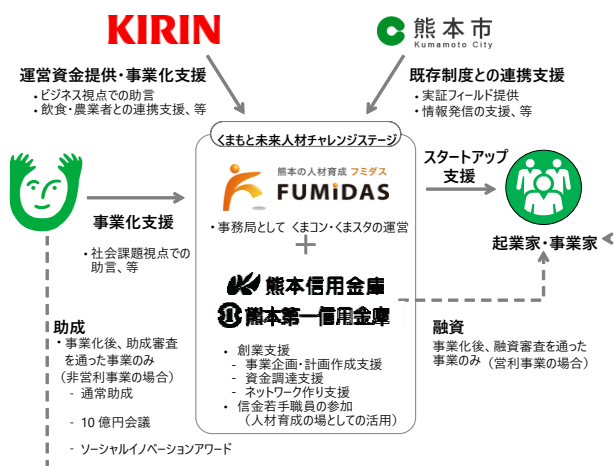 KIRIN
熊本市
Kumamoto City
運営資金提供・事業化支援
・ビジネス視点での助言
・飲食・農業者との連携支援、等
既存制度との連携支援
・実証フィールド提供
・情報発信の支援、等
くまもと未来人材チャレンジステージ
熊本の人材育成 フミダス
FUMiDAS
・事務局として くまコン・くまスタの運営
+
熊本信用金庫
熊本第一信用金庫
• 創業支援
- 事業企画・計画作成支援
- 資金調達支援
- ネットワーク作り支援
• 信金若手職員の参加
（人材育成の場としての活用）
事業化支援
・社会課題視点での
助言、等
スタートアップ
支援
起業家・事業家
助成
・事業化後、助成審査
を通った事業のみ
（非営利事業の場合）
- 通常助成
- 10 億円会議
- ソーシャルイノベーションアワード
融資
事業化後、融資審査を通った
事業のみ（営利事業の場合）